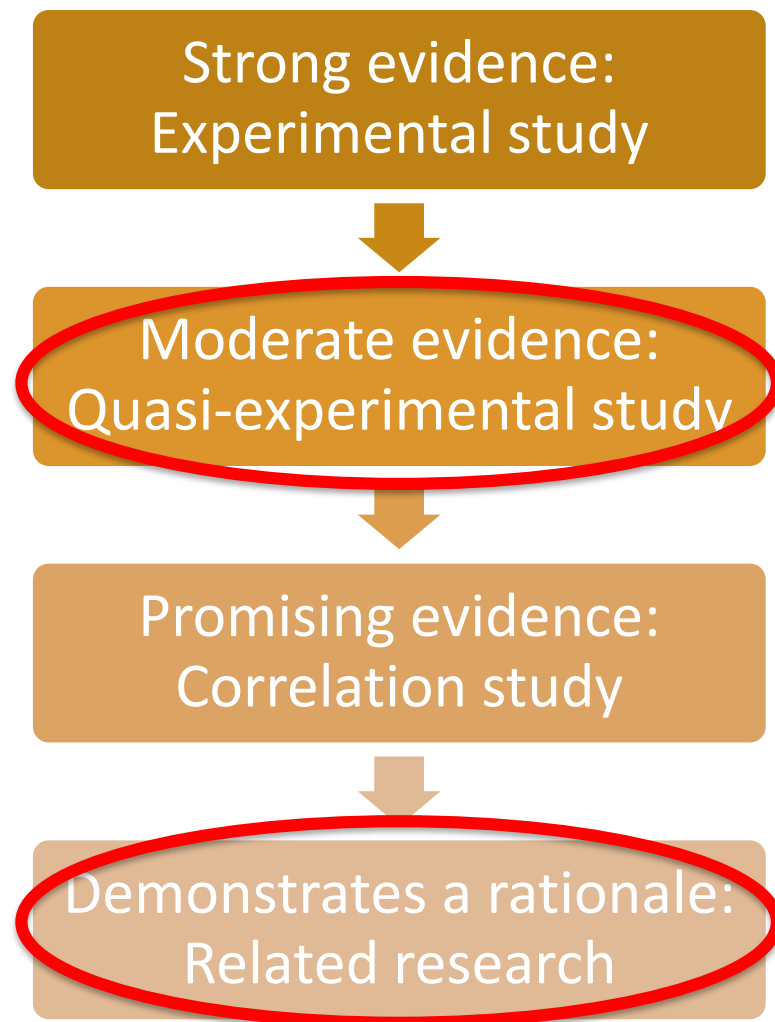 Strong evidence:
Experimental study
Moderate evidence:
Quasi-experimental study
Promising evidence:
Correlation study
Demonstrates a rationale:
Related research